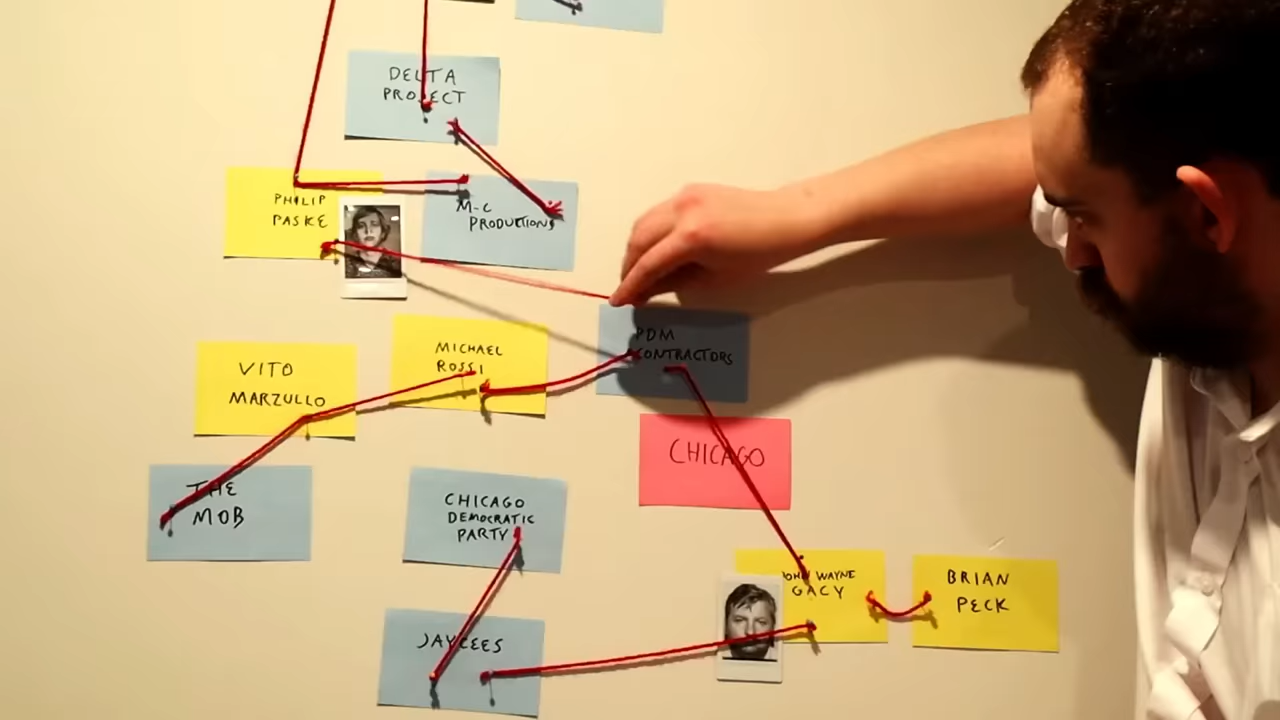 DELTA
PROJECT
PHILIP
PASKE
M-C
PRODUCTIONS
PDM
CONTRACTORS
MICHAEL
ROSSI
VITO
MARZULLO
CHICAGO
THE
MOB
CHICAGO
DEMOCRATIC
PARTY
JOHN WAYNE
GACY
BRIAN
PECK
JAYCEES